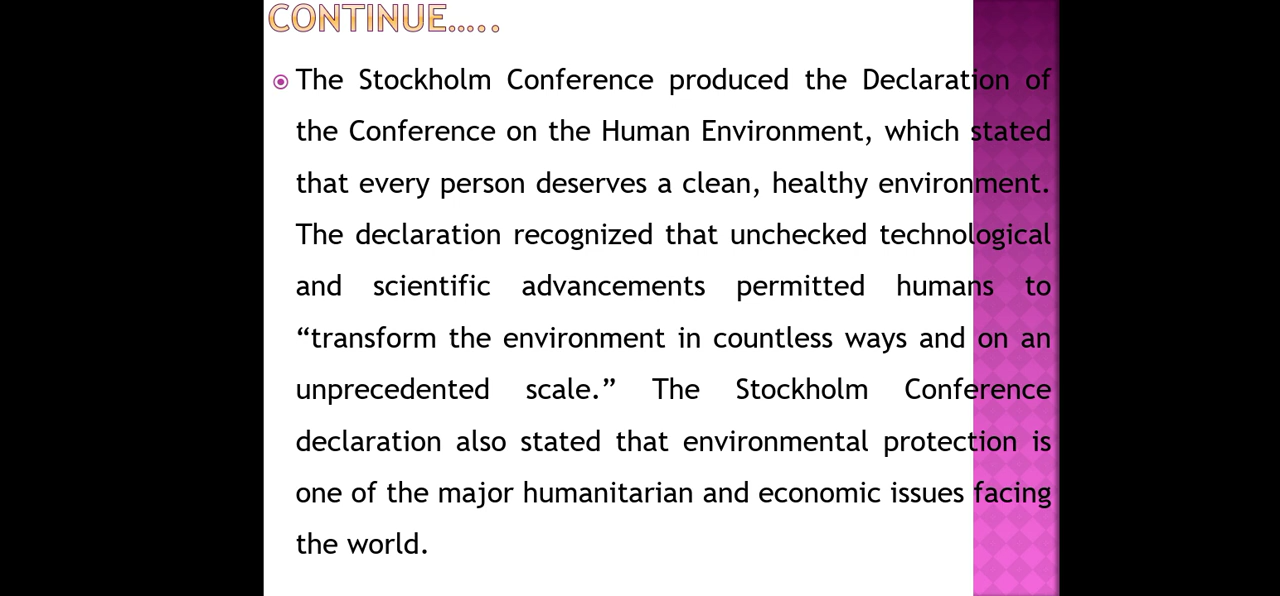 CONTINUE…..
The Stockholm Conference produced the Declaration of
the Conference on the Human Environment, which stated
that every person deserves a clean, healthy environment.
The declaration recognized that unchecked technological
and scientific advancements permitted humans to
“transform the environment in countless ways and on an
unprecedented scale.” The Stockholm Conference
declaration also stated that environmental protection is
one of the major humanitarian and economic issues facing
the world.